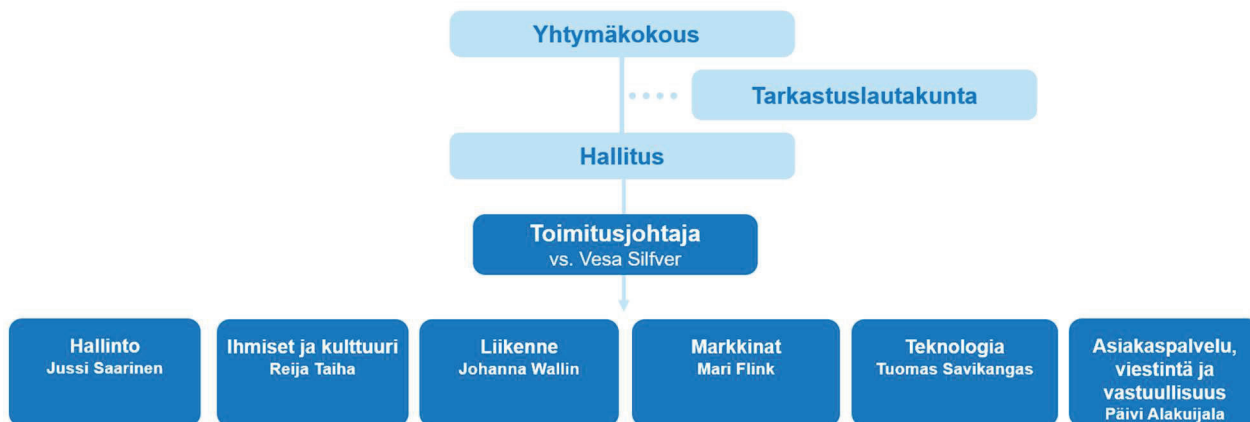 Yhtymäkokous
Tarkastuslautakunta
Hallitus
Toimitusjohtaja
vs. Vesa Silfver
Hallinto
Jussi Saarinen
Ihmiset ja kulttuuri
Reija Taiha
Liikenne
Johanna Wallin
Markkinat
Mari Flink
Teknologia
Tuomas Savikangas
Asiakaspalvelu,
viestintä ja
vastuullisuus
Päivi Alakuijala